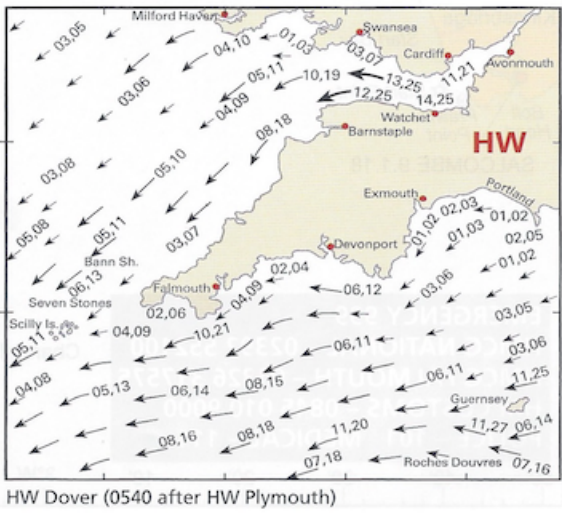 Milford Haven
Swansea
03,05
04,10
01,03
03,07
Cardiff
Avonmouth
05,11
10,19
13,25
11,21
03,06
12,25
14,25
04,09
Watchet
08,18
Barnstaple
HW
03,08
05,10
Exmouth
Portland
02,03
01,02
05,08
05,11
03,07
01,02
01,03
02,05
Devonport
01,02
Bann Sh.
02,04
06,13
Falmouth
04,09
06,12
03,06
Seven Stones
02,06
03,05
Scilly Is.
04,09
10,21
05,11
06,11
03,06
04,08
05,13
06,14
08,15
06,11
11,25
Guernsey
08,16
08,18
11,20
11,27
06,14
07,18
Roches Douvres
07,16
HW Dover (0540 after HW Plymouth)